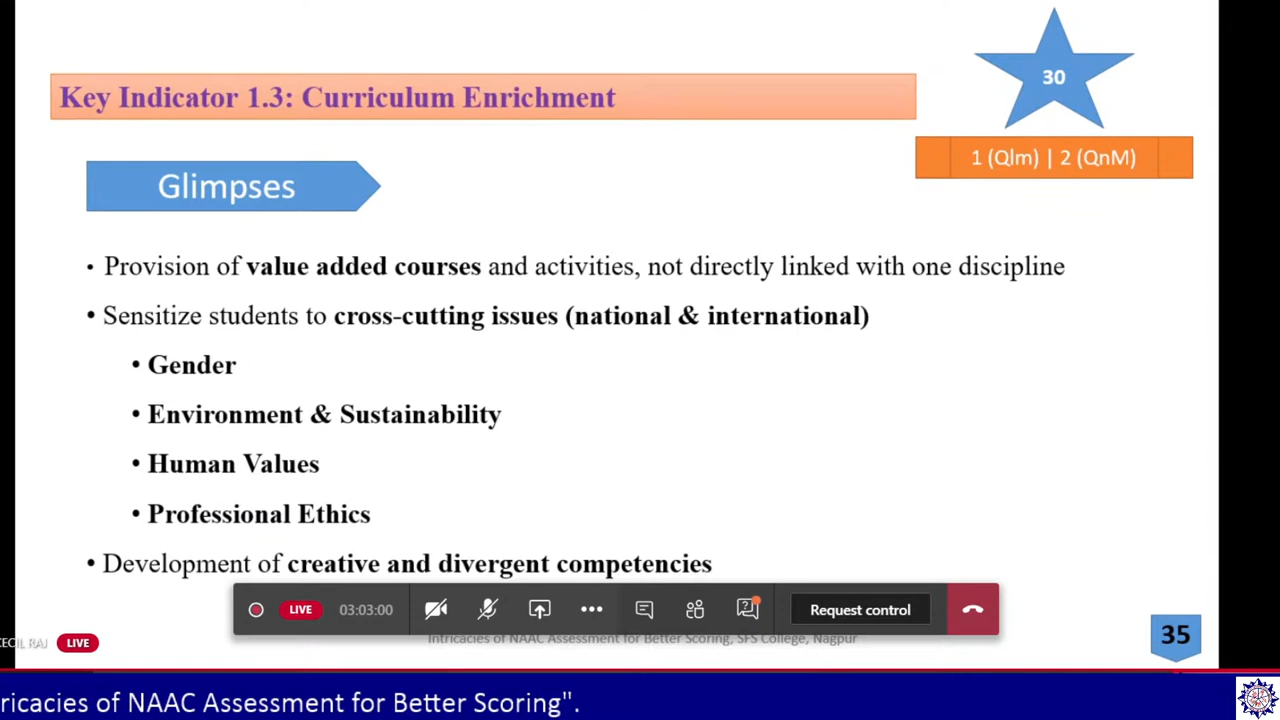 30
Key Indicator 1.3: Curriculum Enrichment
1 (Qlm) | 2 (QnM)
Glimpses
• Provision of value added courses and activities, not directly linked with one discipline
• Sensitize students to cross-cutting issues (national & international)
• Gender
• Environment & Sustainability
• Human Values
• Professional Ethics
• Development of creative and divergent competencies
LIVE 03:03:00 Request control
Intricacies of NAAC Assessment for Better Scoring, SFS College, Nagpur
35
CECIL RAJ LIVE
tricacies of NAAC Assessment for Better Scoring".